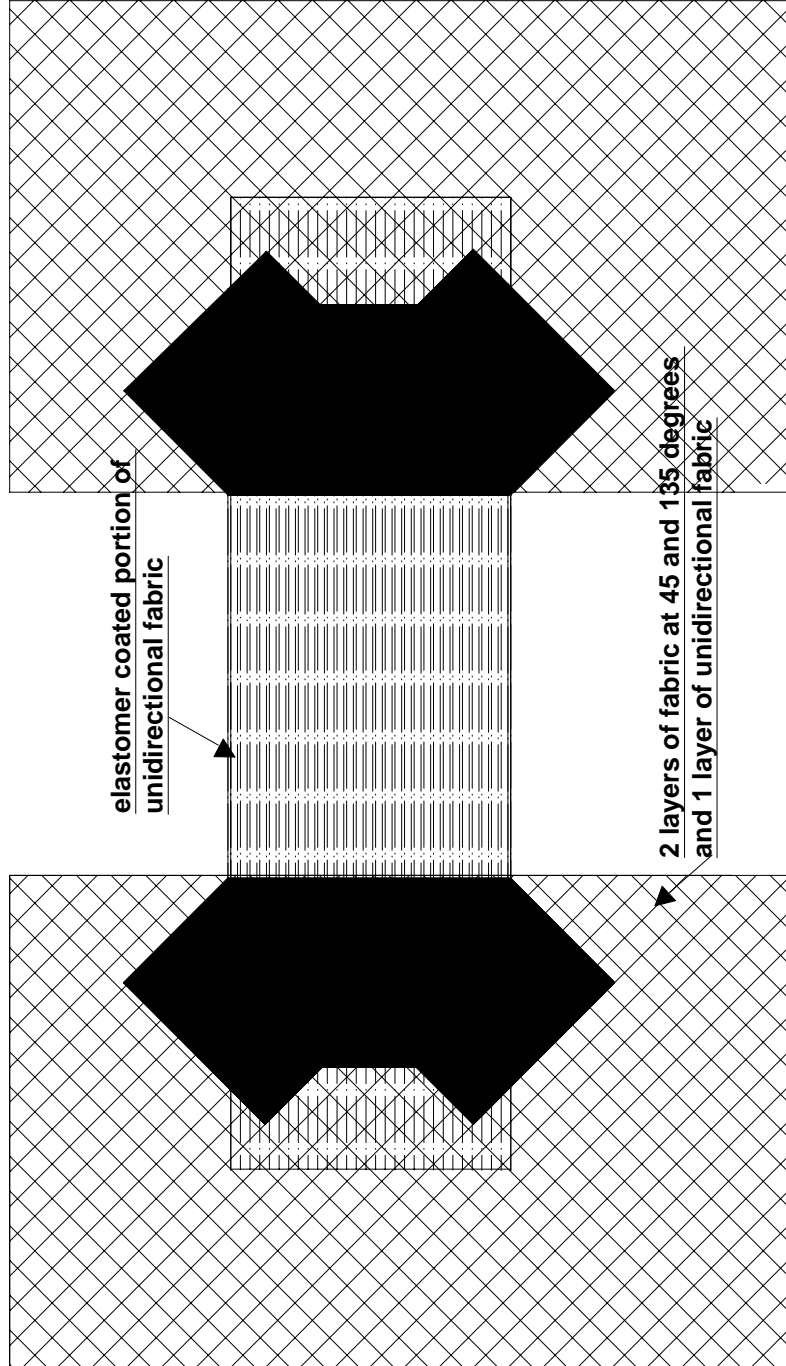 elastomer coated portion of
unidirectional fabric
2 layers of fabric at 45 and 135 degrees
and 1 layer of unidirectional fabric